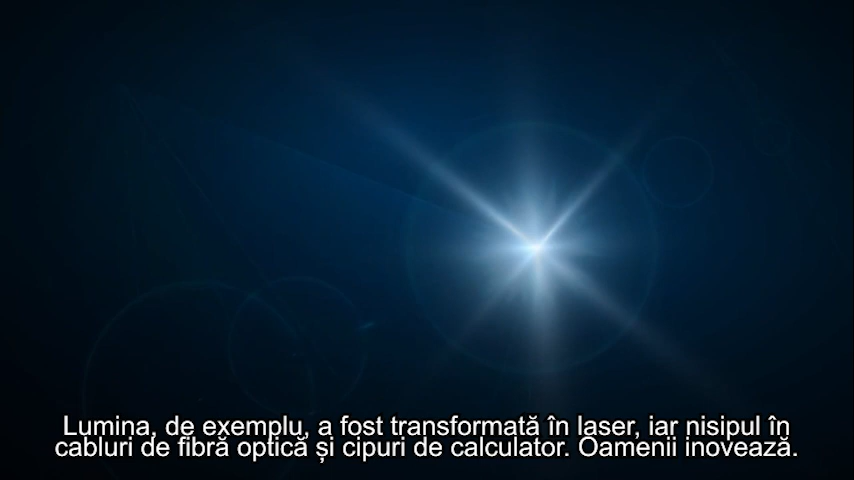 Lumina, de exemplu, a fost transformată în laser, iar nisipul în
cabluri de fibră optică și cipuri de calculator. Oamenii inovează.